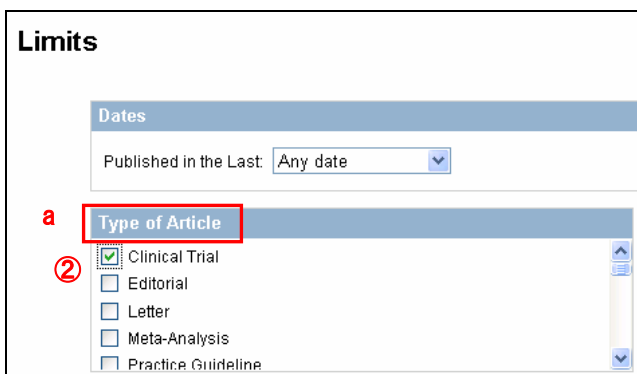 Limits
Dates
Published in the Last: Any date
a Type of Article
Clinical Trial
② Editorial
Letter
Meta-Analysis
Practice Guideline